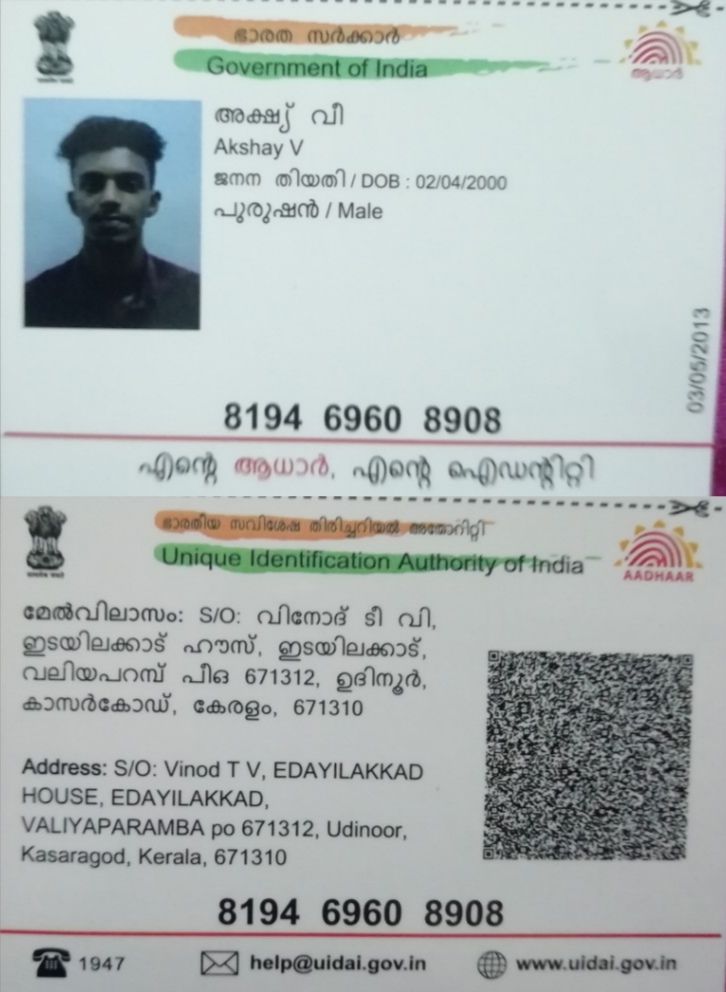 ഭാരത സർക്കാർ
Government of India
ആധാർ
അക്ഷയ് വീ
Akshay V
ജനന തിയതി / DOB : 02/04/2000
പുരുഷൻ / Male
03/05/2013
8194 6960 8908
എന്റെ ആധാർ, എന്റെ ഐഡന്റിറ്റി
ഭാരതിയ സവിശേഷ തിരിച്ചറിയൽ അതോറിറ്റി
Unique Identification Authority of India
AADHAAR
മേൽവിലാസം: S/O: വിനോദ് ടീ വി,
ഇടയിലക്കാട് ഹൗസ്, ഇടയിലക്കാട്,
വലിയപറമ്പ് പീഒ 671312, ഉദിനൂർ,
കാസർകോട്, കേരളം, 671310
Address: S/O: Vinod T V, EDAYILAKKAD
HOUSE, EDAYILAKKAD,
VALIYAPARAMBA po 671312, Udinoor,
Kasaragod, Kerala, 671310
8194 6960 8908
1947 help@uidai.gov.in www.uidai.gov.in